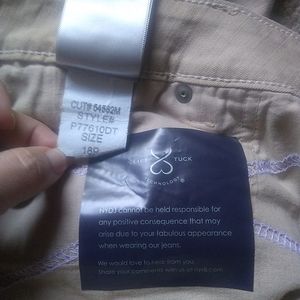 CUT# 54582M
STYLE#
P77610DT
SIZE
18P
LIFT TUCK
TECHNOLOGY®
NYDJ cannot be held responsible for
any positive consequence that may
arise due to your fabulous appearance
when wearing our jeans.
We would love to hear from you.
Share your comments with us at nydj.com